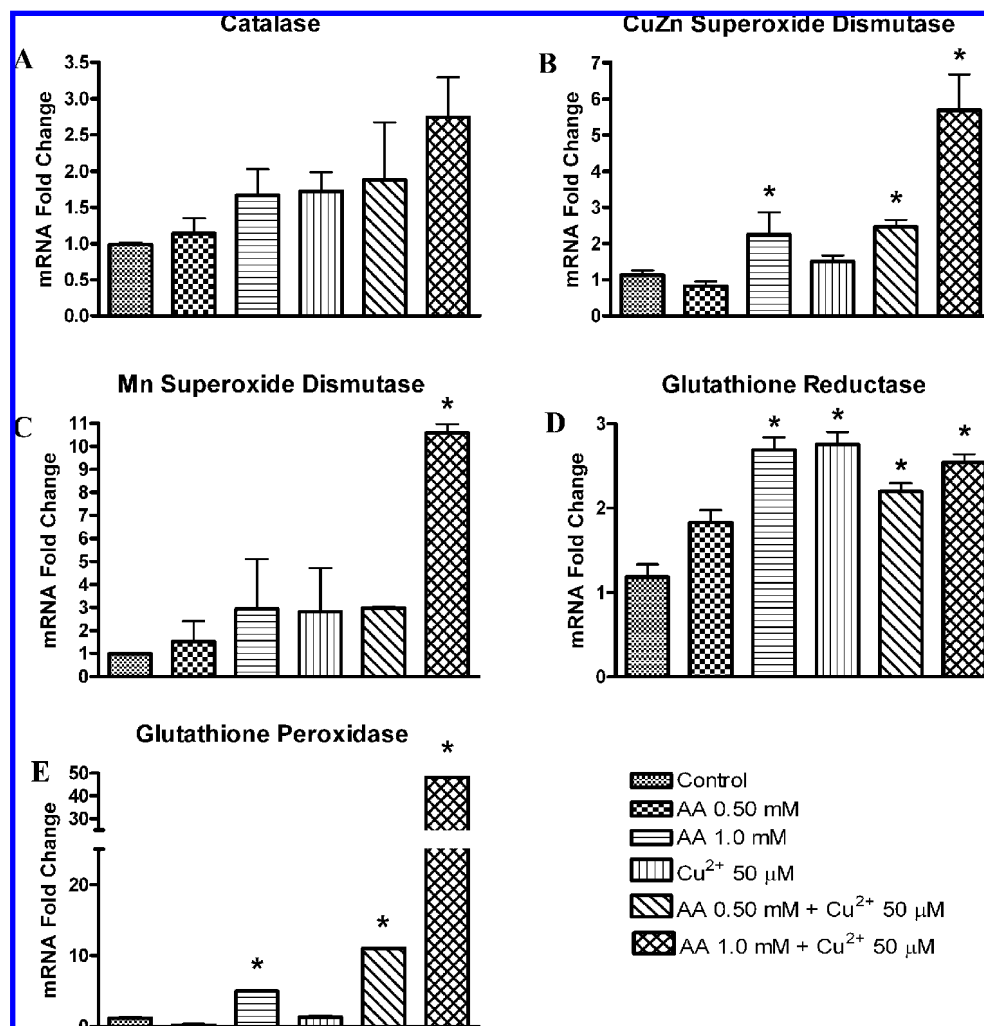 Catalase
A
mRNA Fold Change
3.5
3.0
2.5
2.0
1.5
1.0
0.5
0.0
CuZn Superoxide Dismutase
B
mRNA Fold Change
7
6
5
4
3
2
1
0
*
*
*
Mn Superoxide Dismutase
C
mRNA Fold Change
11
10
9
8
7
6
5
4
3
2
1
0
*
Glutathione Reductase
D
mRNA Fold Change
3
2
1
0
*
*
*
*
Glutathione Peroxidase
E
mRNA Fold Change
50
40
30
20
10
0
*
*
*
Control
AA 0.50 mM
AA 1.0 mM
Cu²⁺ 50 μM
AA 0.50 mM + Cu²⁺ 50 μM
AA 1.0 mM + Cu²⁺ 50 μM